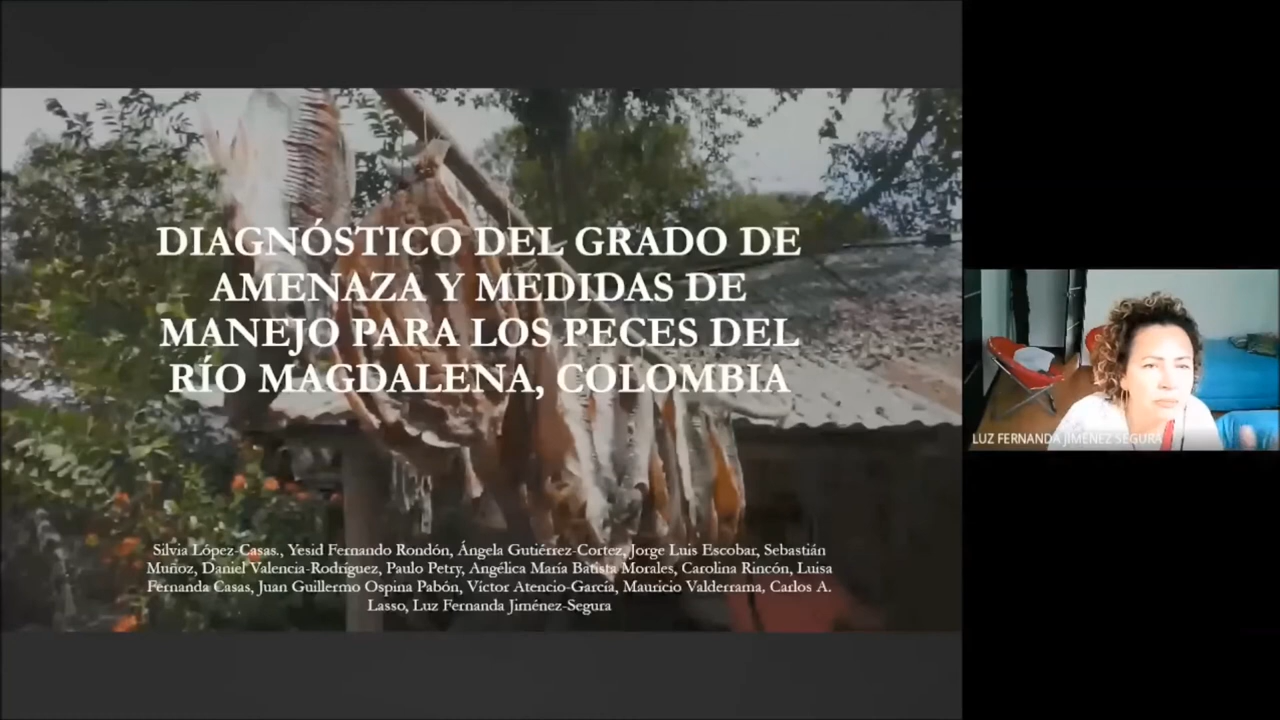 DIAGNÓSTICO DEL GRADO DE
AMENAZA Y MEDIDAS DE
MANEJO PARA LOS PECES DEL
RÍO MAGDALENA, COLOMBIA
Silvia López-Casas., Yesid Fernando Rondón, Ángela Gutiérrez-Cortez, Jorge Luis Escobar, Sebastián
Muñoz, Daniel Valencia-Rodríguez, Paulo Petry, Angélica María Batista Morales, Carolina Rincón, Luisa
Fernanda Casas, Juan Guillermo Ospina Pabón, Víctor Atencio-García, Mauricio Valderrama, Carlos A.
Lasso, Luz Fernanda Jiménez-Segura
LUZ FERNANDA JIMENEZ SEGURA